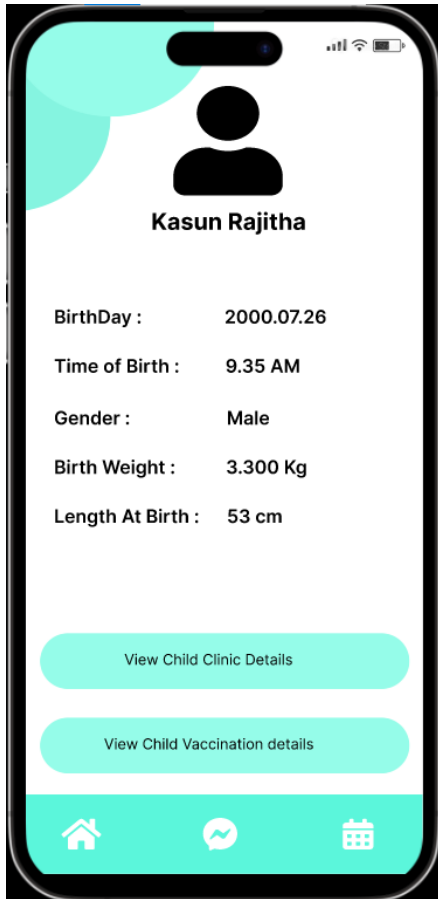 Kasun Rajitha
BirthDay : 2000.07.26
Time of Birth : 9.35 AM
Gender : Male
Birth Weight : 3.300 Kg
Length At Birth : 53 cm
View Child Clinic Details
View Child Vaccination details